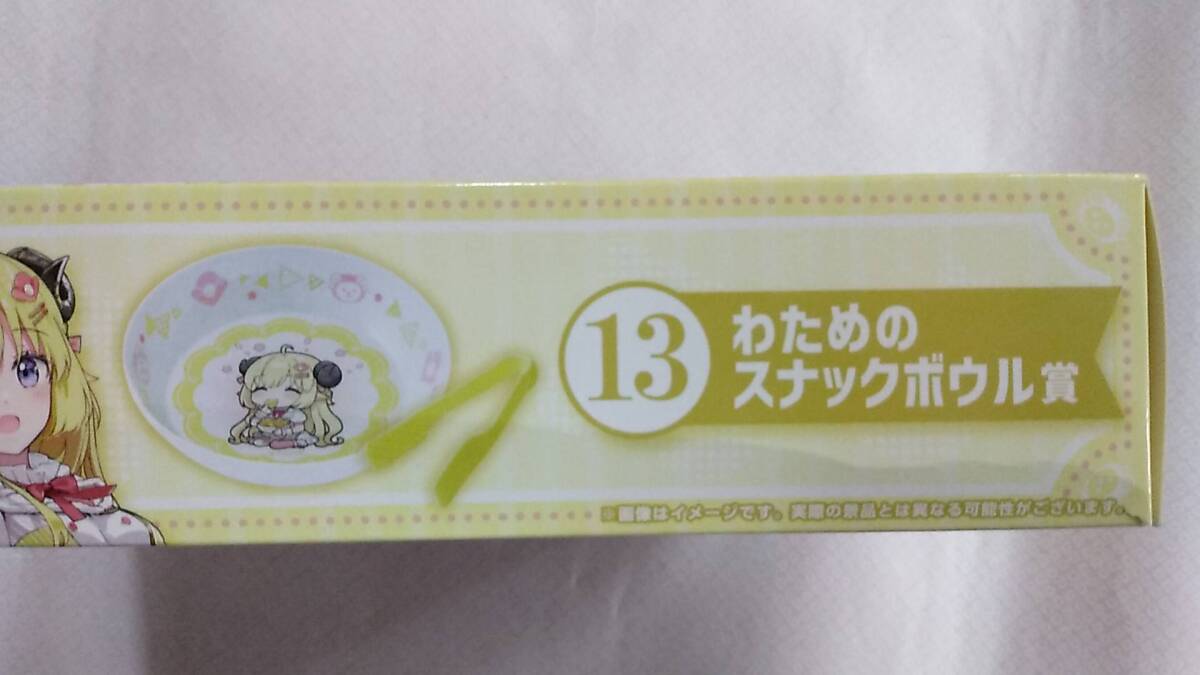 13
わための
スナックボウル賞
※画像はイメージです。実際の景品とは異なる可能性がございます。